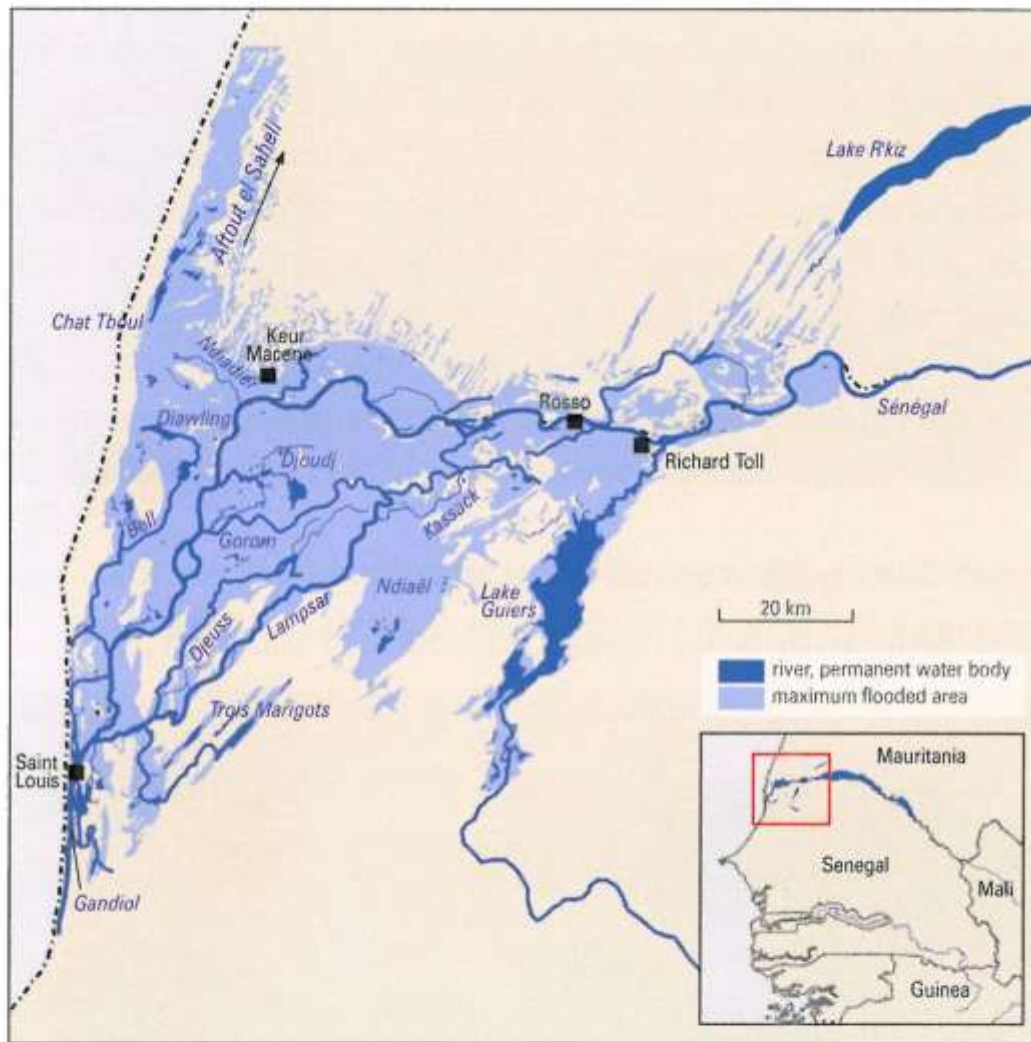 Aftout el Saheli
Lake R'kiz
Chat Tboul
Keur
Macene
Ndiadier
Rosso
Sénégal
Diawling
Richard Toll
Djoudj
Bell
Kassack
Gorom
Ndiaël
Lake
Guiers
20 km
Djeuss
Lampsar
river, permanent water body
maximum flooded area
Trois Marigots
Saint
Louis
Mauritania
Senegal
Mali
Gandiol
Guinea